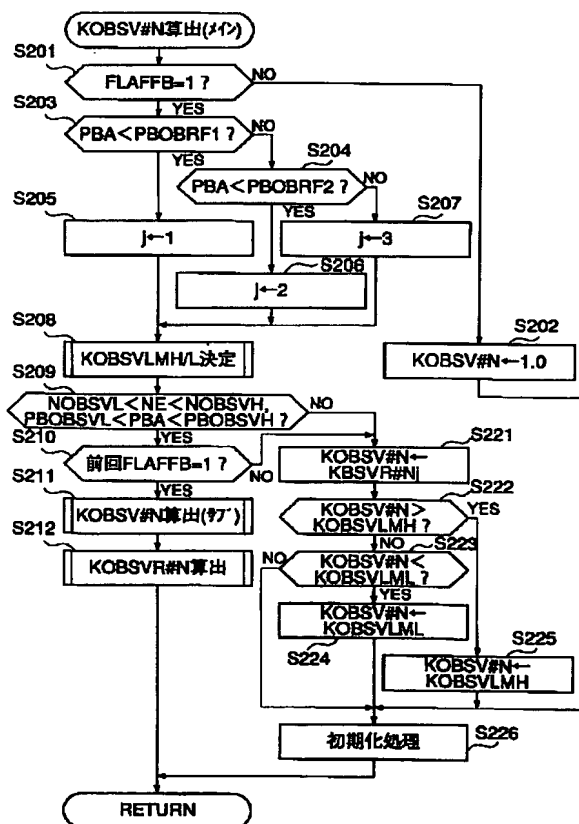 KOBSV#N算出(ﾒｲﾝ)
S201
FLAFFB=1?
NO
YES
S203
PBA<PBOBRF1?
NO
YES
S204
PBA<PBOBRF2?
NO
YES
S205
j←1
S207
j←3
S206
j←2
S208
KOBSVLMH/L決定
S202
KOBSV#N←1.0
S209
NOBSVL<NE<NOBSVH,
PBOBSVL<PBA<PBOBSVH?
NO
YES
S210
前回FLAFFB=1?
NO
YES
S221
KOBSV#N←
KBSVR#Nj
S211
KOBSV#N算出(ｻﾌﾞ)
S222
KOBSV#N>
KOBSVLMH?
YES
NO
S212
KOBSVR#N算出
S223
KOBSV#N<
KOBSVLML?
NO
YES
KOBSV#N←
KOBSVLML
S224
S225
KOBSV#N←
KOBSVLMH
初期化処理
S226
RETURN